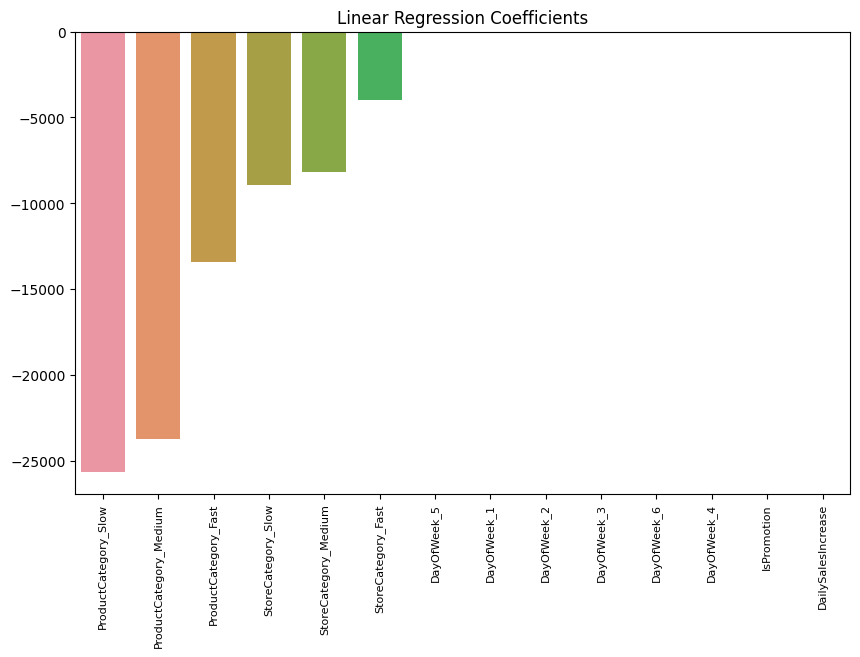 Linear Regression Coefficients
0
−5000
−10000
−15000
−20000
−25000
ProductCategory_Slow
ProductCategory_Medium
ProductCategory_Fast
StoreCategory_Slow
StoreCategory_Medium
StoreCategory_Fast
DayOfWeek_5
DayOfWeek_1
DayOfWeek_2
DayOfWeek_3
DayOfWeek_6
DayOfWeek_4
IsPromotion
DailySalesIncrease